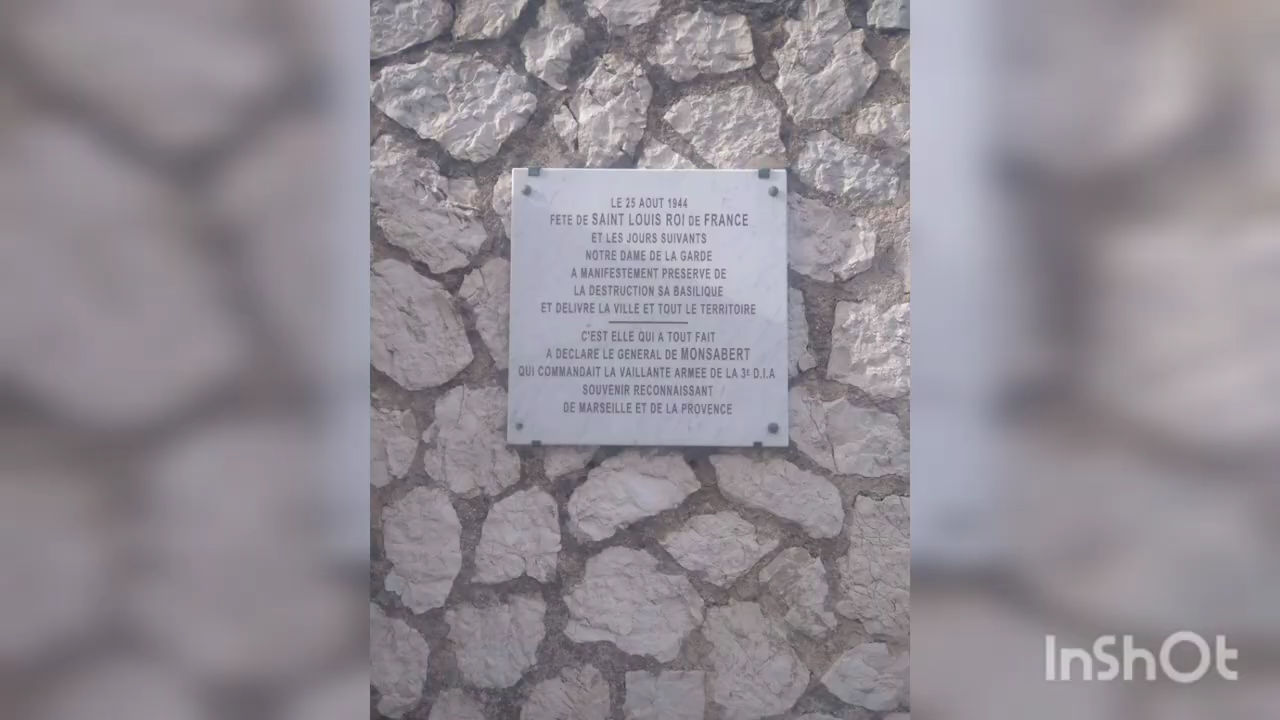 LE 25 AOUT 1944
FETE DE SAINT LOUIS ROI DE FRANCE
ET LES JOURS SUIVANTS
NOTRE DAME DE LA GARDE
A MANIFESTEMENT PRESERVE DE
LA DESTRUCTION SA BASILIQUE
ET DELIVRE LA VILLE ET TOUT LE TERRITOIRE
C'EST ELLE QUI A TOUT FAIT
A DECLARE LE GENERAL DE MONSABERT
QUI COMMANDAIT LA VAILLANTE ARMEE DE LA 3E D.I.A
SOUVENIR RECONNAISSANT
DE MARSEILLE ET DE LA PROVENCE
InShOt